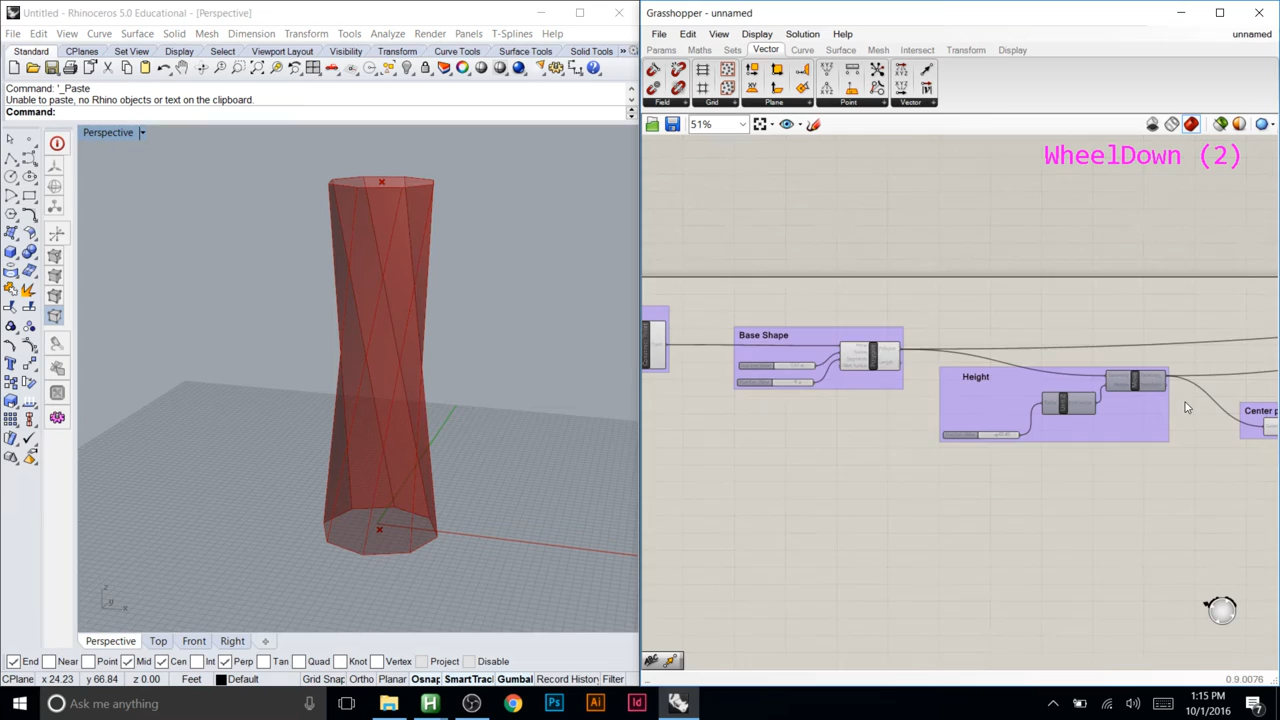 Untitled - Rhinoceros 5.0 Educational - [Perspective]
File Edit View Curve Surface Solid Mesh Dimension Transform Tools Analyze Render Panels T-Splines Help
Standard CPlanes Set View Display Select Viewport Layout Visibility Transform Curve Tools Surface Tools Solid Tools »
Command: '_Paste
Unable to paste, no Rhino objects or text on the clipboard.
Command:
Perspective
z
y
x
Perspective Top Front Right
End Near Point Mid Cen Int Perp Tan Quad Knot Vertex Project Disable
CPlane x 24.23 y 66.84 z 0.00 Feet Default Grid Snap Ortho Planar Osnap SmartTrac Gumbal Record History Filter
Grasshopper - unnamed
File Edit View Display Solution Help unnamed
Params Maths Sets Vector Curve Surface Mesh Intersect Transform Display
Field Grid Plane Point Vector
51%
WheelDown (2)
Base Shape
Height
Center p
0.9.0076
Ask me anything
Ps Ai Id
1:15 PM
10/1/2016